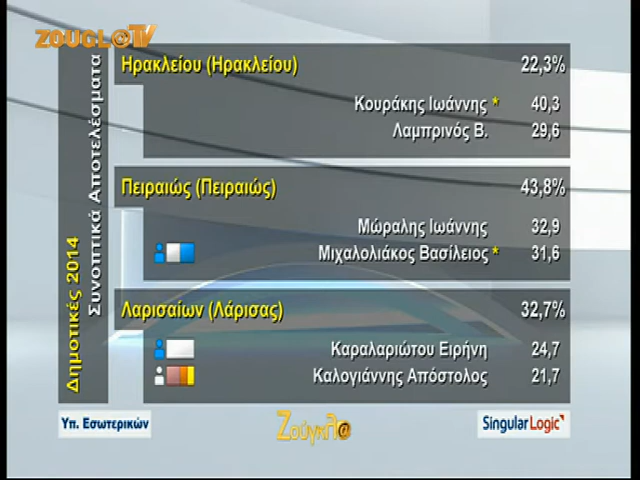 ZOUGL@TV
Δημοτικές 2014
Συνοπτικά Αποτελέσματα
Ηρακλείου (Ηρακλείου) 22,3%
Κουράκης Ιωάννης * 40,3
Λαμπρινός Β. 29,6
Πειραιώς (Πειραιώς) 43,8%
Μώραλης Ιωάννης 32,9
Μιχαλολιάκος Βασίλειος * 31,6
Λαρισαίων (Λάρισας) 32,7%
Καραλαριώτου Ειρήνη 24,7
Καλογιάννης Απόστολος 21,7
Υπ. Εσωτερικών
Ζούγκλ@
SingularLogic